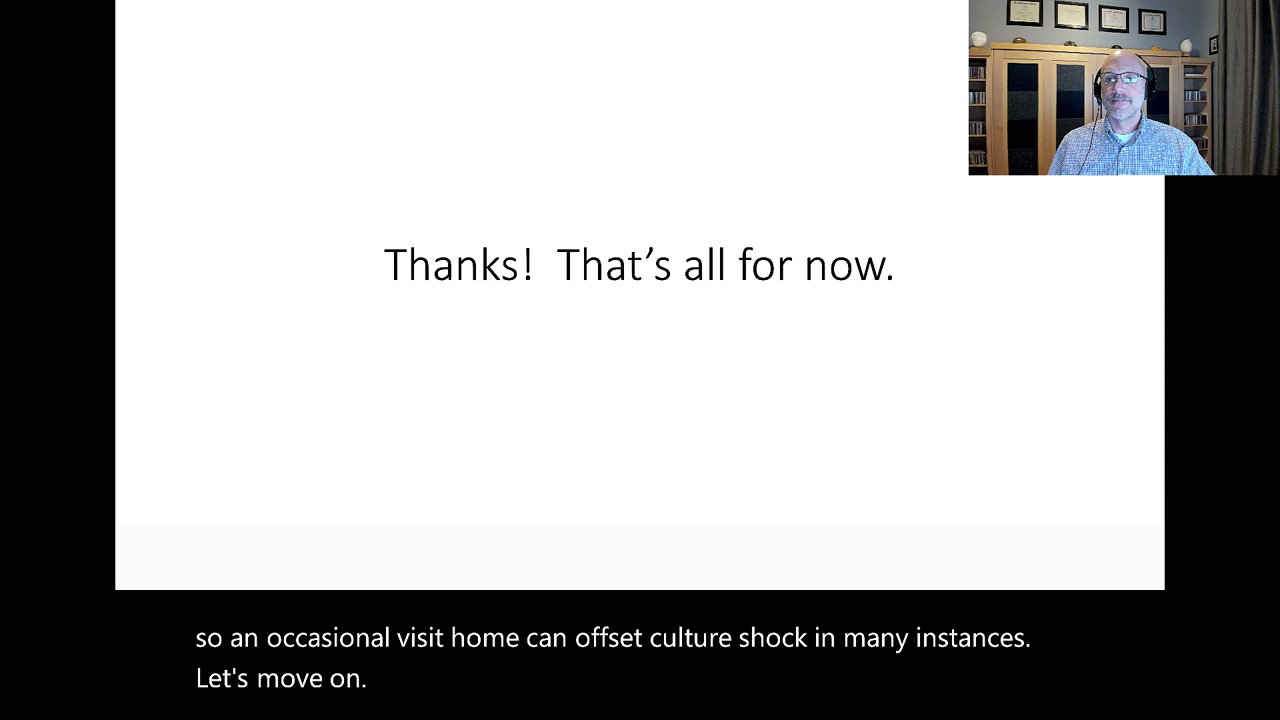 Thanks!  That’s all for now.
so an occasional visit home can offset culture shock in many instances.
Let's move on.